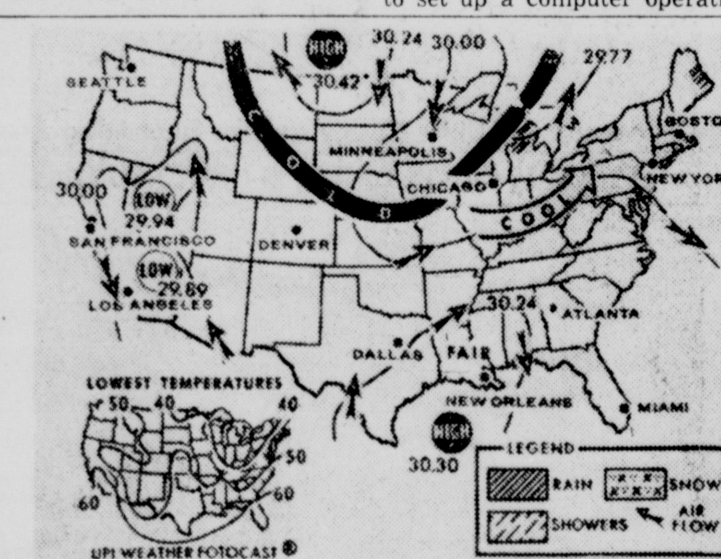 to set up a computer operati
HIGH 30.24 30.00 29.77
30.42
SEATTLE
BOSTO
MINNEAPOLIS
NEW YOR
CHICAGO
COLD
COOL
30.00
LOW
29.94
SAN FRANCISCO
DENVER
LOW
29.89
LOS ANGELES
30.24
ATLANTA
DALLAS FAIR
NEW ORLEANS
MIAMI
HIGH
30.30
LOWEST TEMPERATURES
50 40 40
50
60 60
UPI WEATHER FOTOCAST ®
LEGEND
RAIN SNOW
SHOWERS AIR FLOW